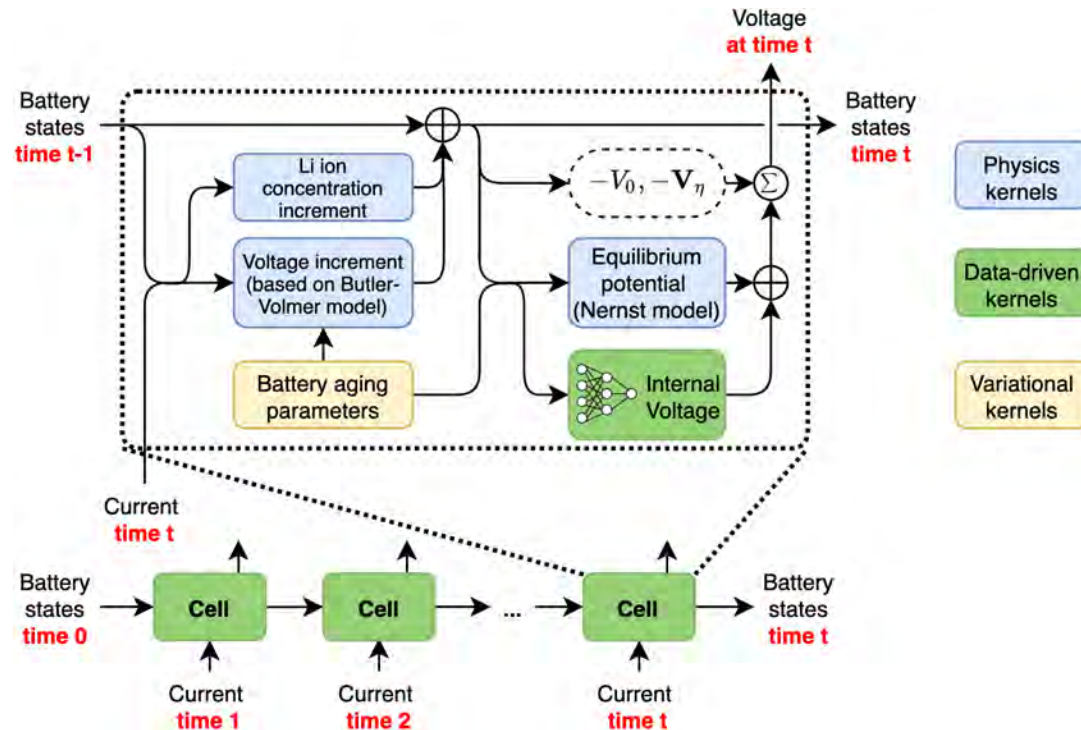 Voltage
at time t
Battery
states
time t-1
Battery
states
time t
Li ion
concentration
increment
−V₀, −V_η
Σ
Voltage increment
(based on Butler-
Volmer model)
Equilibrium
potential
(Nernst model)
Battery aging
parameters
Internal
Voltage
Physics
kernels
Data-driven
kernels
Variational
kernels
Current
time t
Battery
states
time 0
Cell
Cell
...
Cell
Battery
states
time t
Current
time 1
Current
time 2
Current
time t